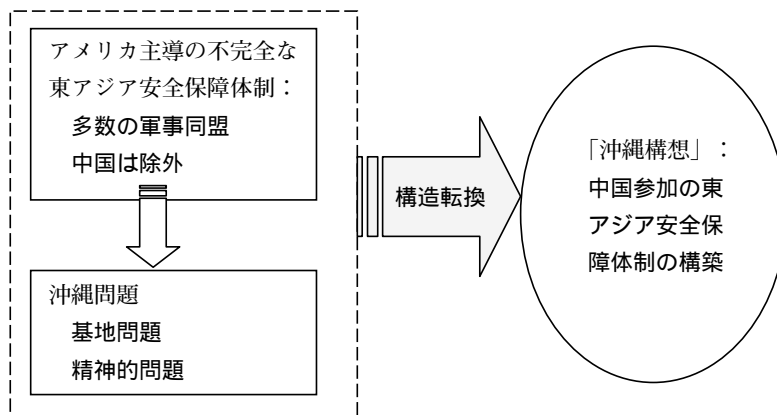 アメリカ主導の不完全な
東アジア安全保障体制：
多数の軍事同盟
中国は除外
沖縄問題
基地問題
精神的問題
構造転換
「沖縄構想」：
中国参加の東
アジア安全保
障体制の構築